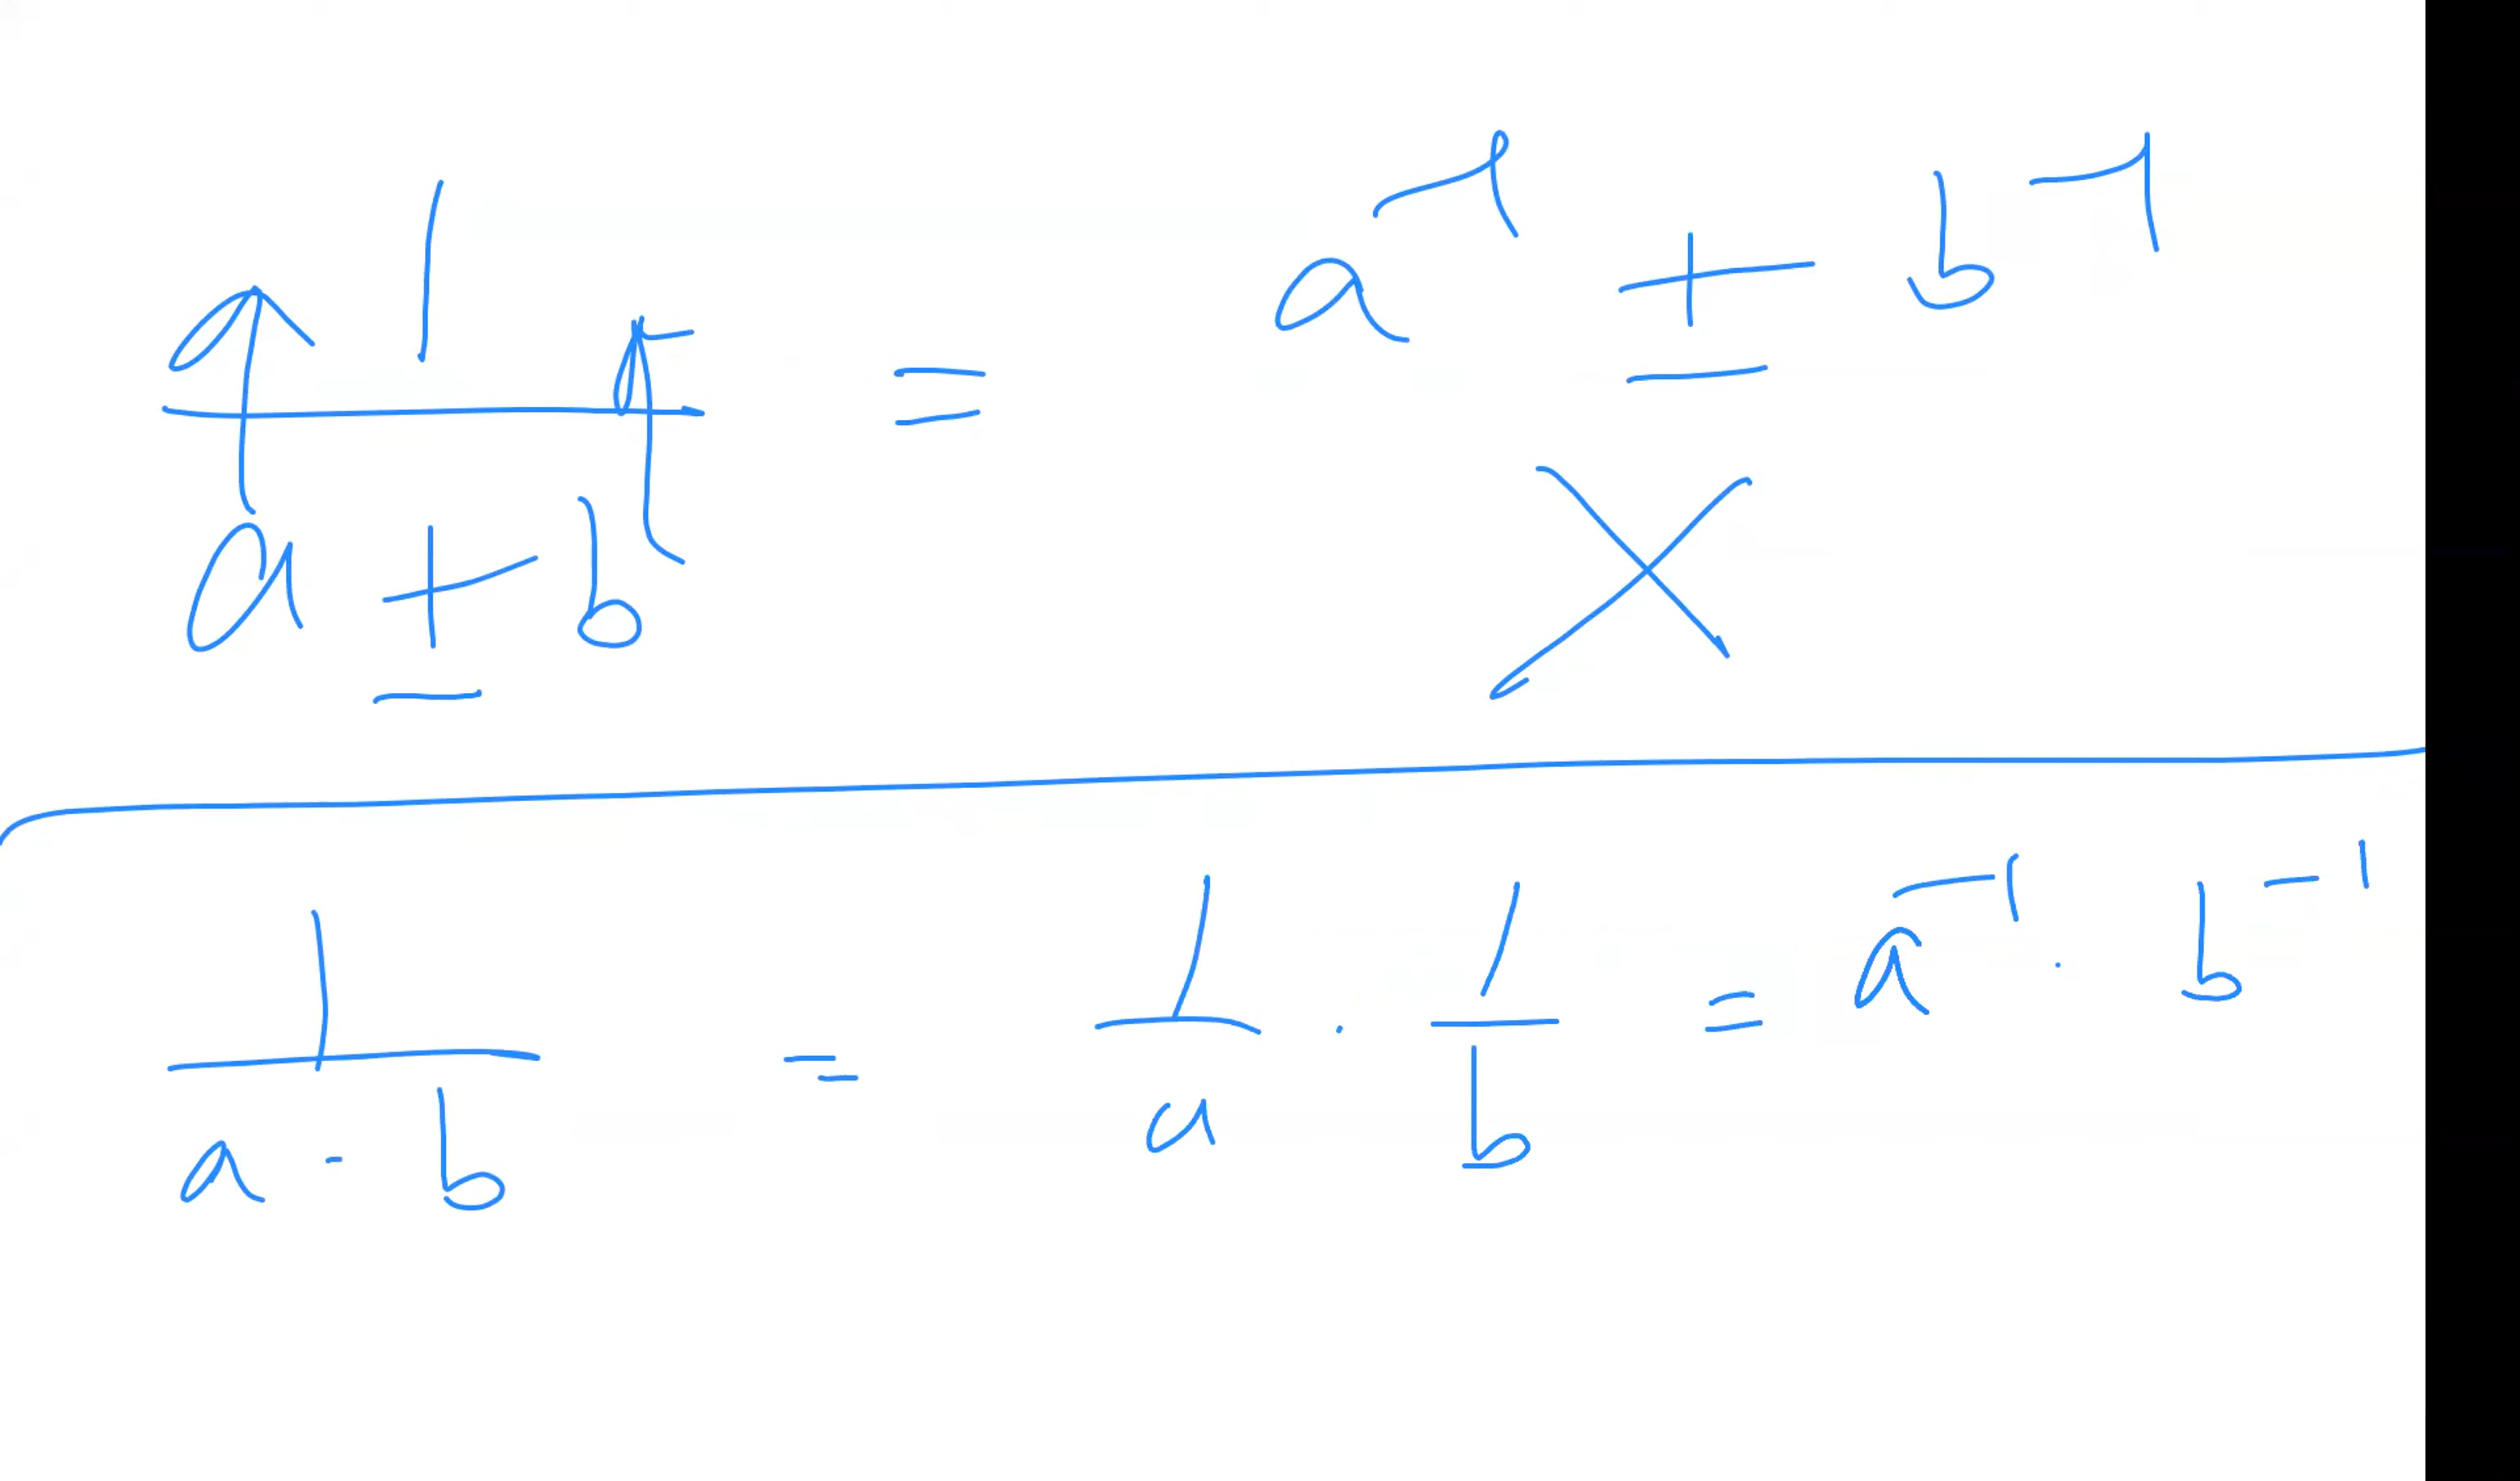 1/(a + b) = a⁻¹ + b⁻¹
1/(a · b) = 1/a · 1/b = a⁻¹ · b⁻¹